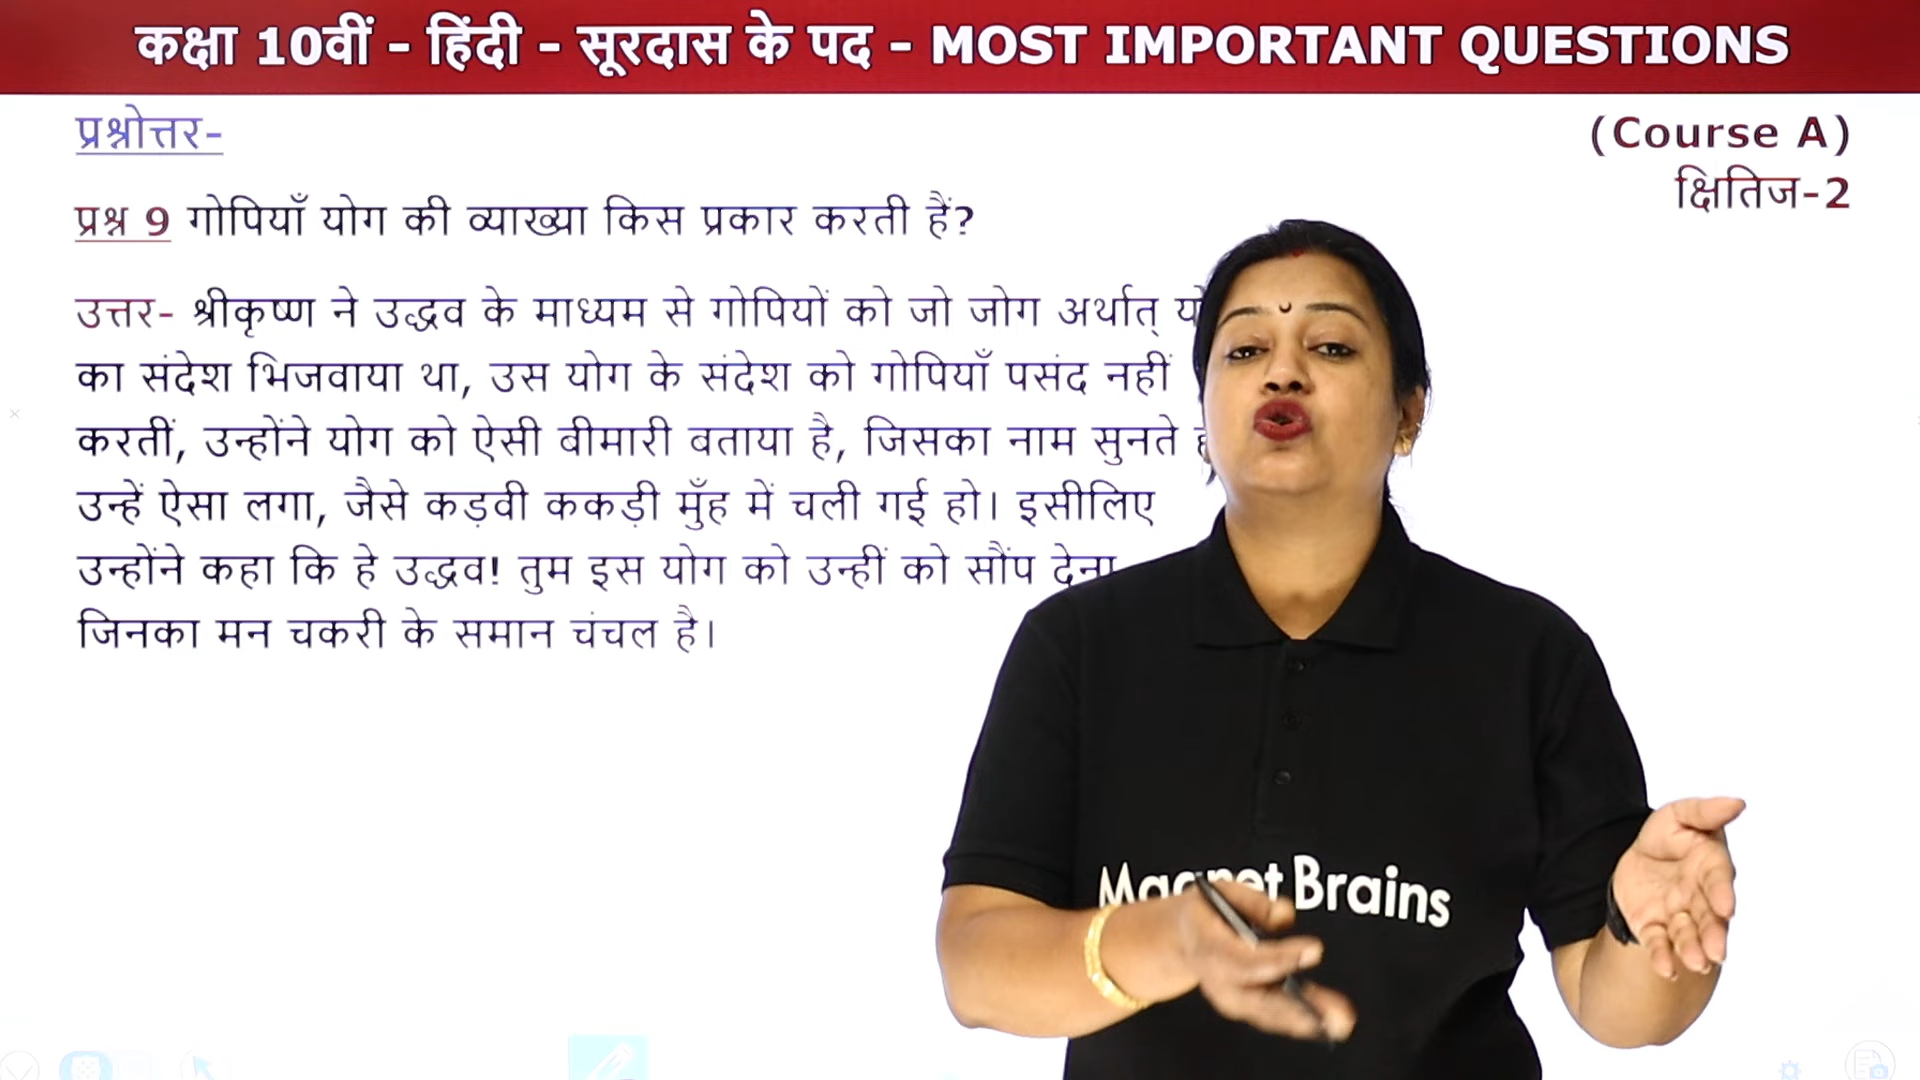 कक्षा 10वीं - हिंदी - सूरदास के पद - MOST IMPORTANT QUESTIONS
प्रश्नोत्तर-
(Course A)
क्षितिज-2
प्रश्न 9 गोपियाँ योग की व्याख्या किस प्रकार करती हैं?
उत्तर- श्रीकृष्ण ने उद्धव के माध्यम से गोपियों को जो जोग अर्थात्
का संदेश भिजवाया था, उस योग के संदेश को गोपियाँ पसंद नहीं
करतीं, उन्होंने योग को ऐसी बीमारी बताया है, जिसका नाम सुनते
उन्हें ऐसा लगा, जैसे कड़वी ककड़ी मुँह में चली गई हो। इसीलिए
उन्होंने कहा कि हे उद्धव! तुम इस योग को उन्हीं को सौंप देना
जिनका मन चकरी के समान चंचल है।
Magnet Brains